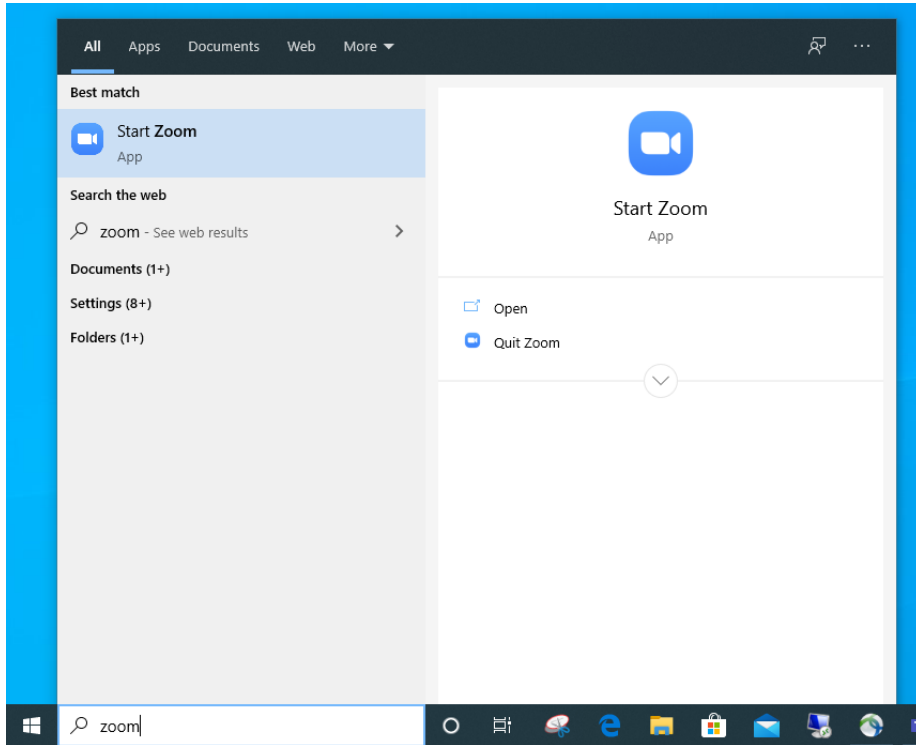 All Apps Documents Web More
Best match
Start Zoom
App
Search the web
zoom - See web results
Documents (1+)
Settings (8+)
Folders (1+)
Start Zoom
App
Open
Quit Zoom
zoom